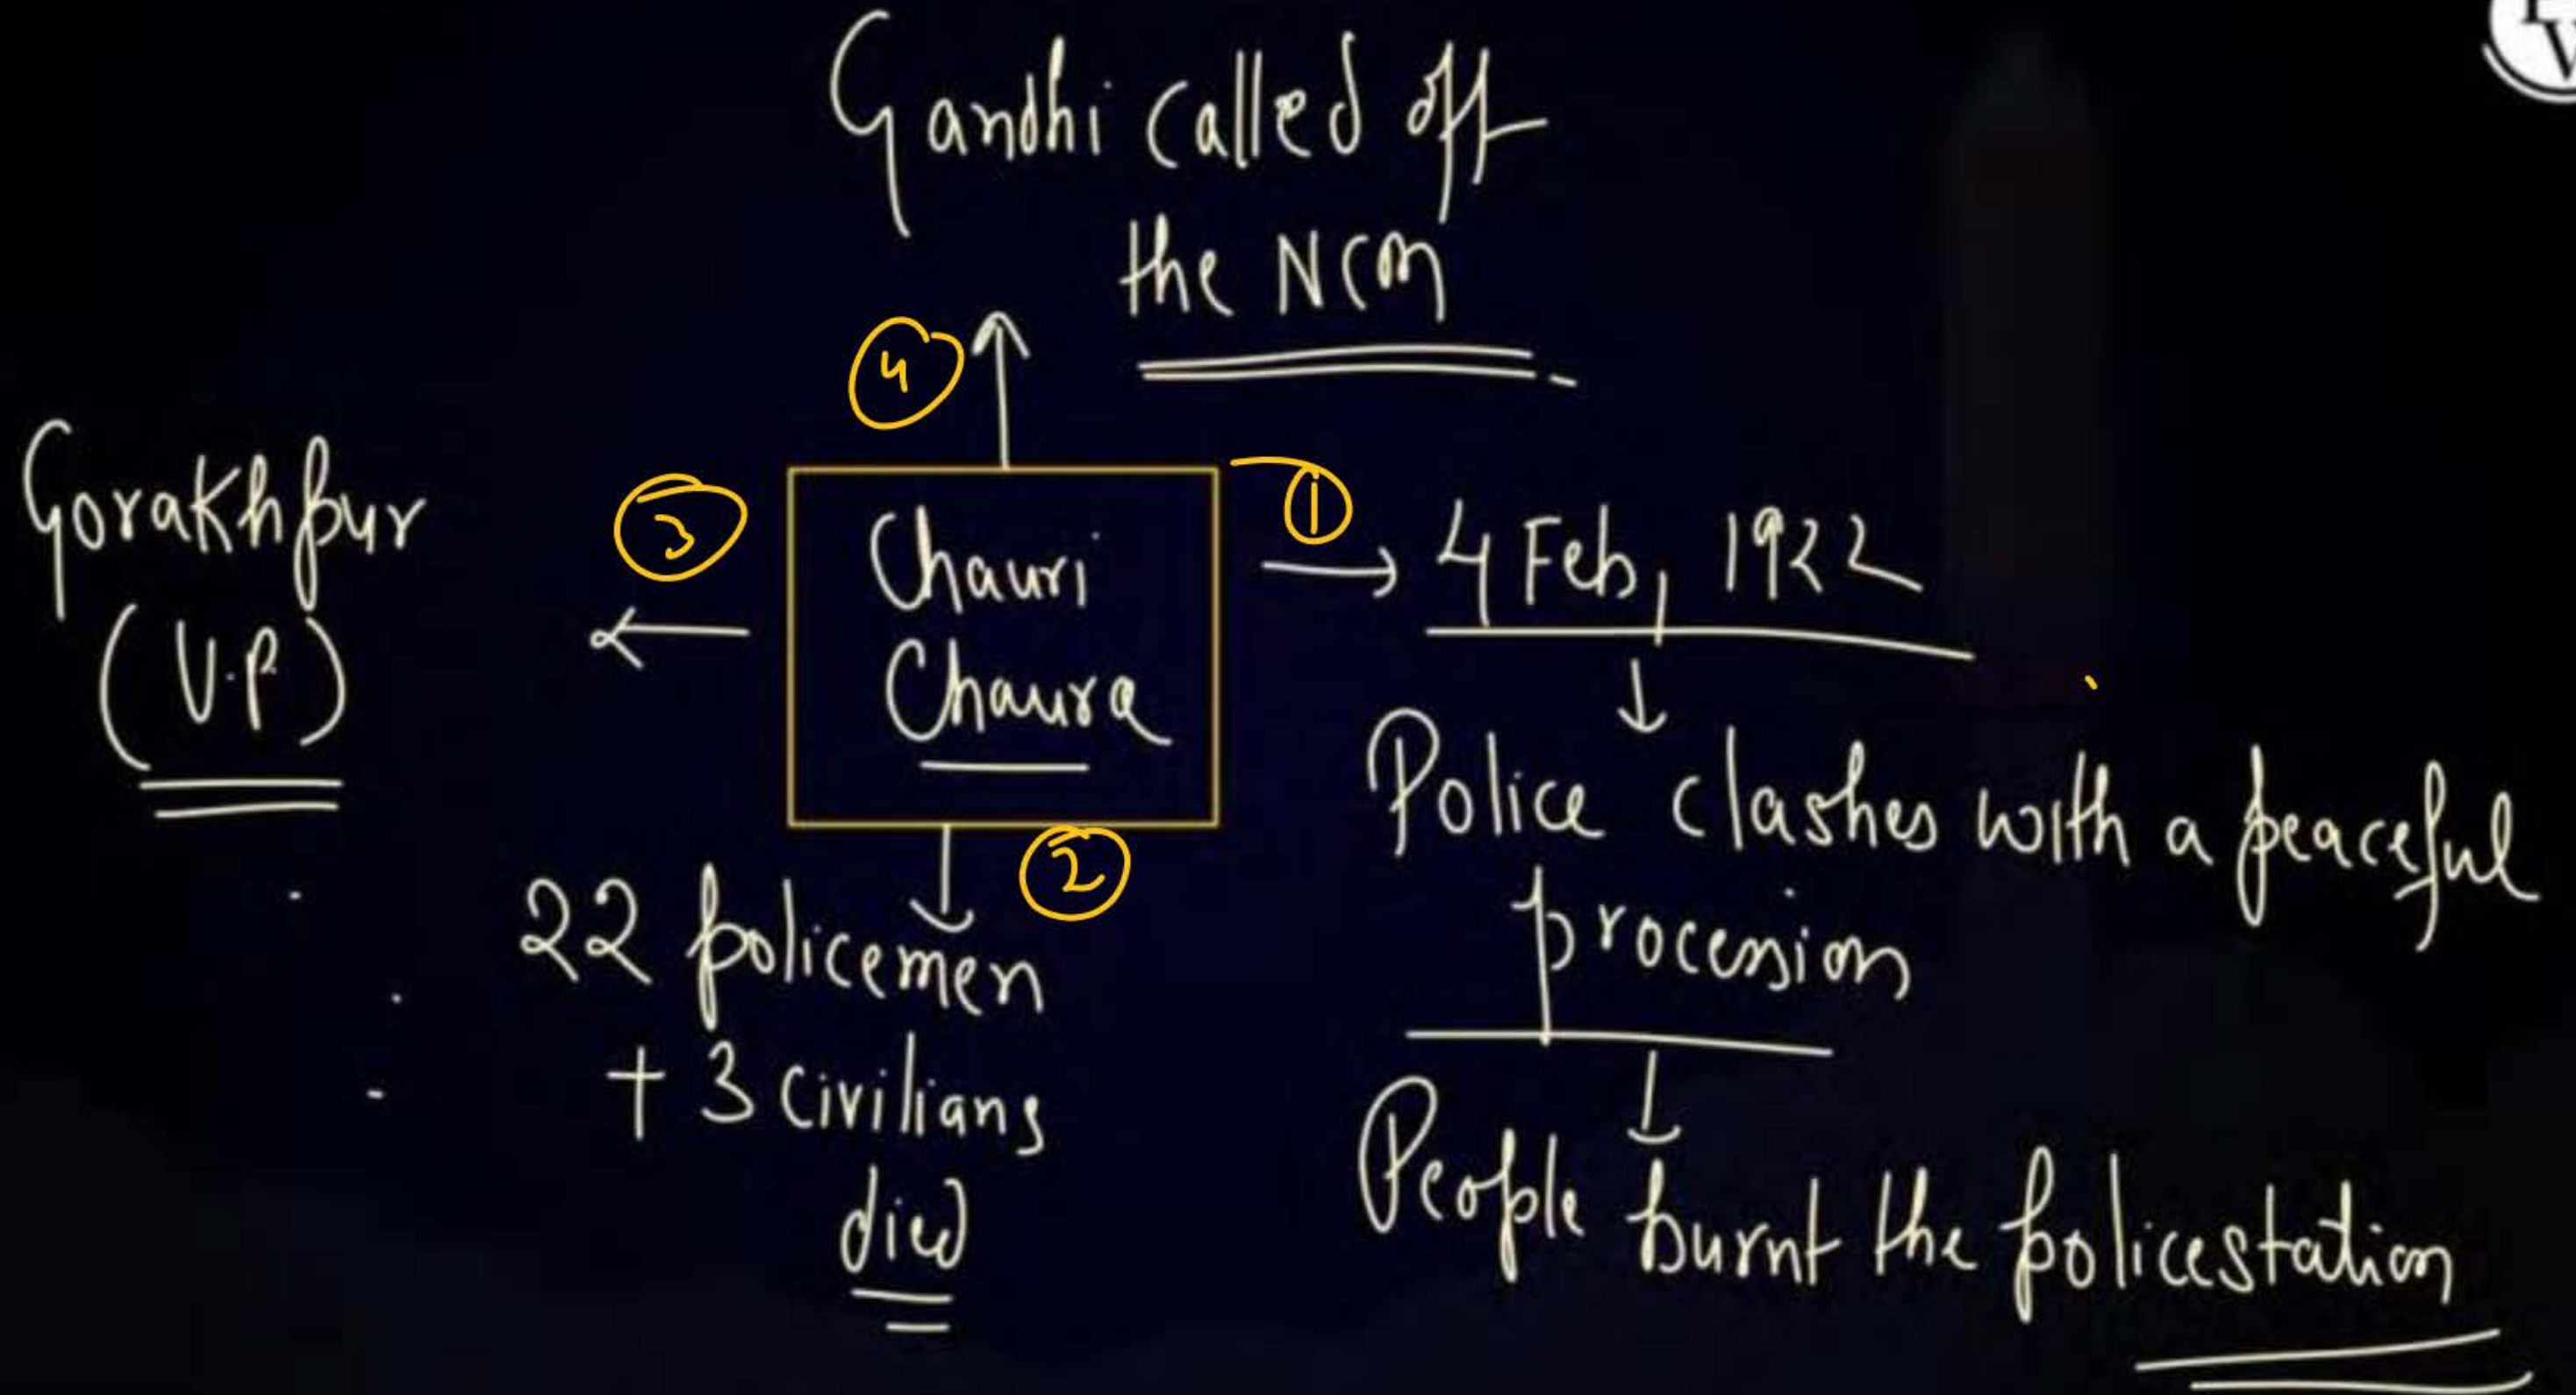 Gandhi called off
the NCM
4
Gorakhpur
(U.P)
3
Chauri
Chaura
1
4 Feb, 1922
Police clashes with a peaceful
procession
People burnt the policestation
2
22 policemen
+ 3 civilians
died